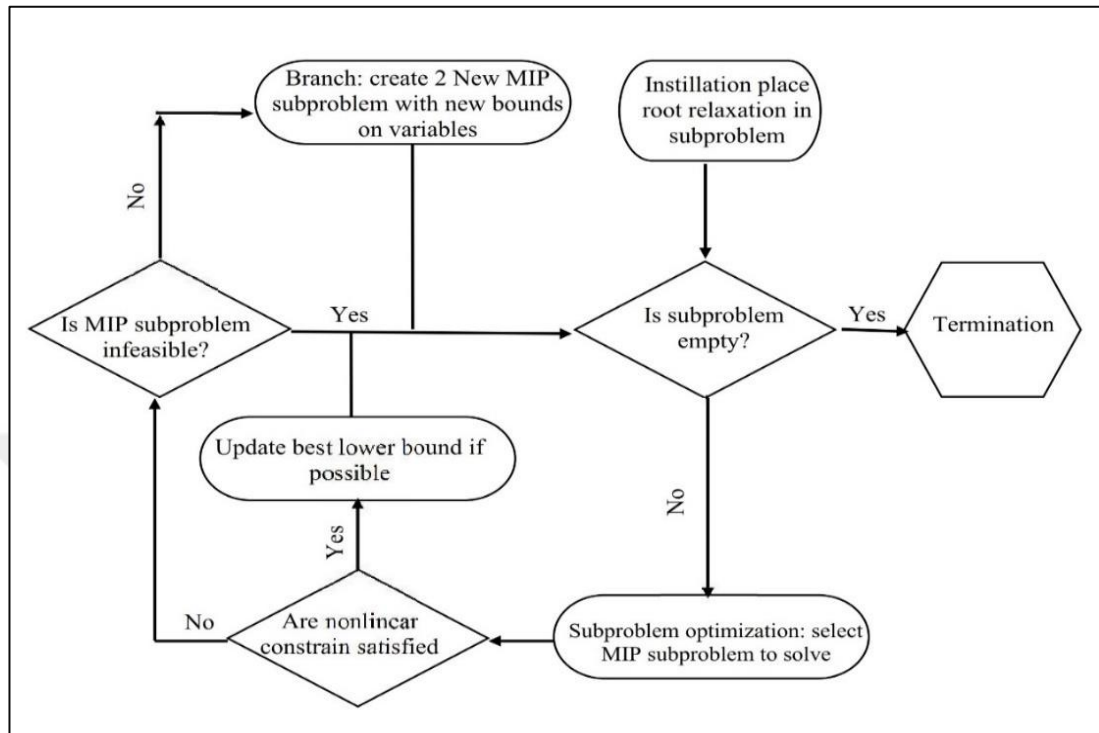 Branch: create 2 New MIP
subproblem with new bounds
on variables
Instillation place
root relaxation in
subproblem
No
Is MIP subproblem
infeasible?
Yes
Is subproblem
empty?
Yes
Termination
Update best lower bound if
possible
No
Yes
No
Are nonlincar
constrain satisfied
Subproblem optimization: select
MIP subproblem to solve